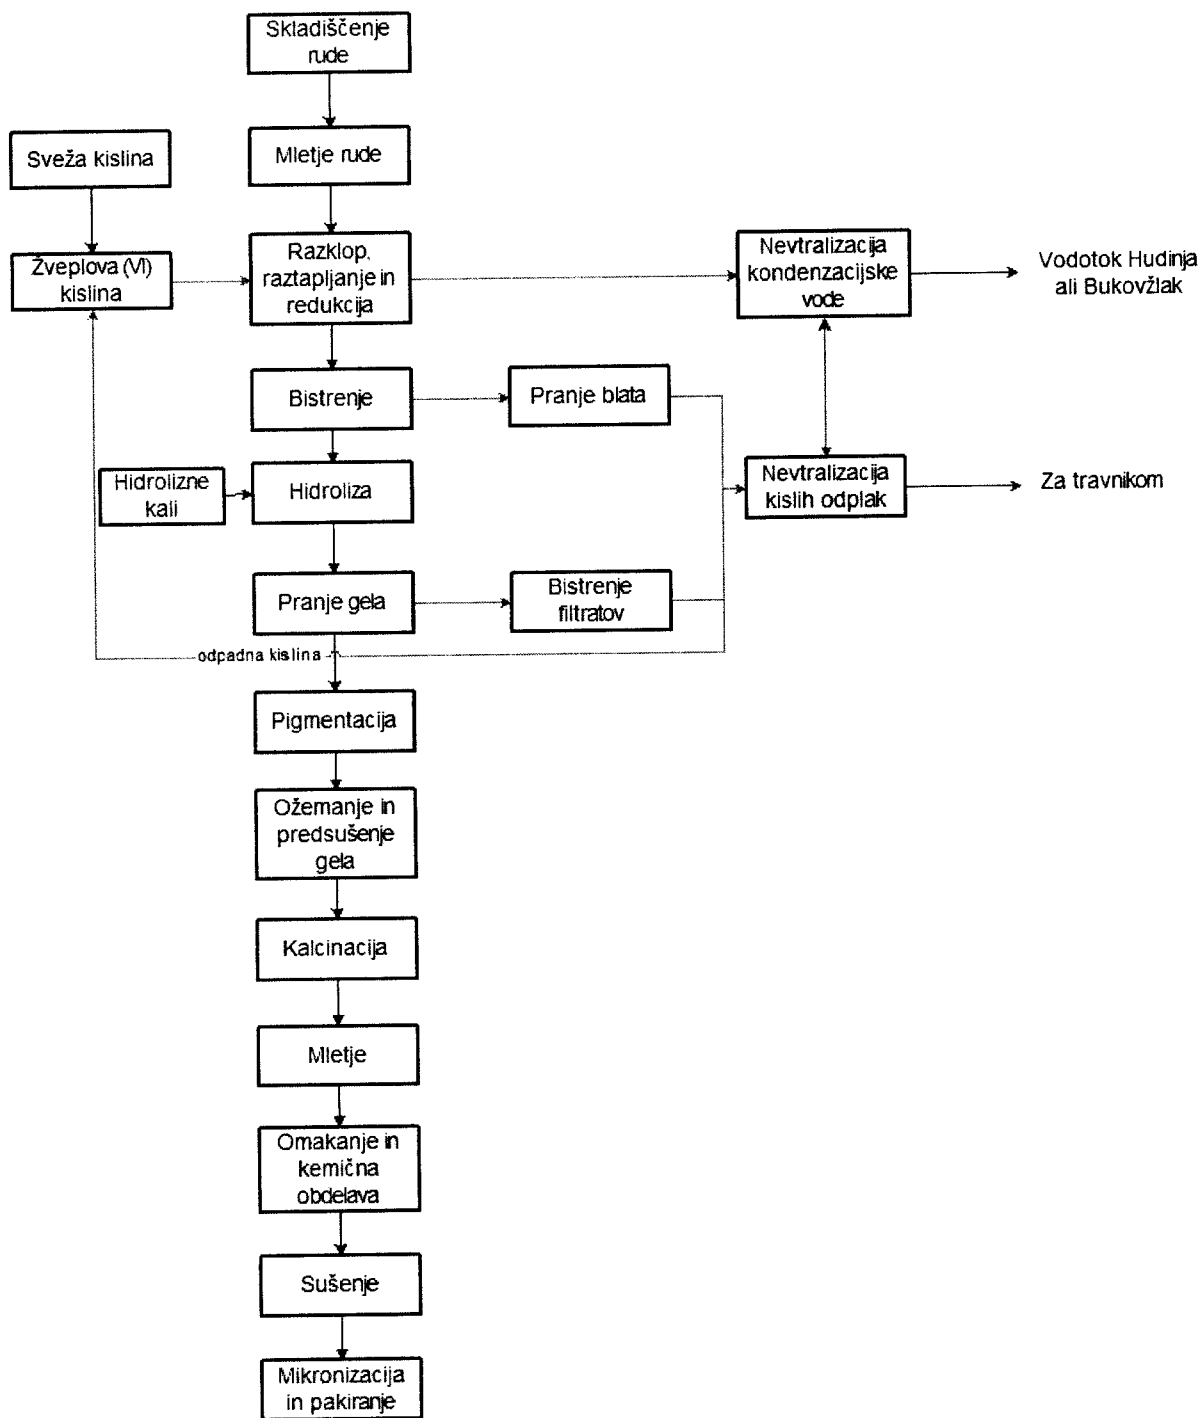 Skladiščenje
rude
Sveža kislina
Mletje rude
Žveplova (VI)
kislina
Razklop,
raztapljanje in
redukcija
Nevtralizacija
kondenzacijske
vode
Vodotok Hudinja
ali Bukovžlak
Bistrenje
Pranje blata
Hidrolizne
kali
Hidroliza
Nevtralizacija
kislih odplak
Za travnikom
Pranje gela
Bistrenje
filtratov
odpadna kislina
Pigmentacija
Ožemanje in
predsušenje
gela
Kalcinacija
Mletje
Omakanje in
kemična
obdelava
Sušenje
Mikronizacija
in pakiranje